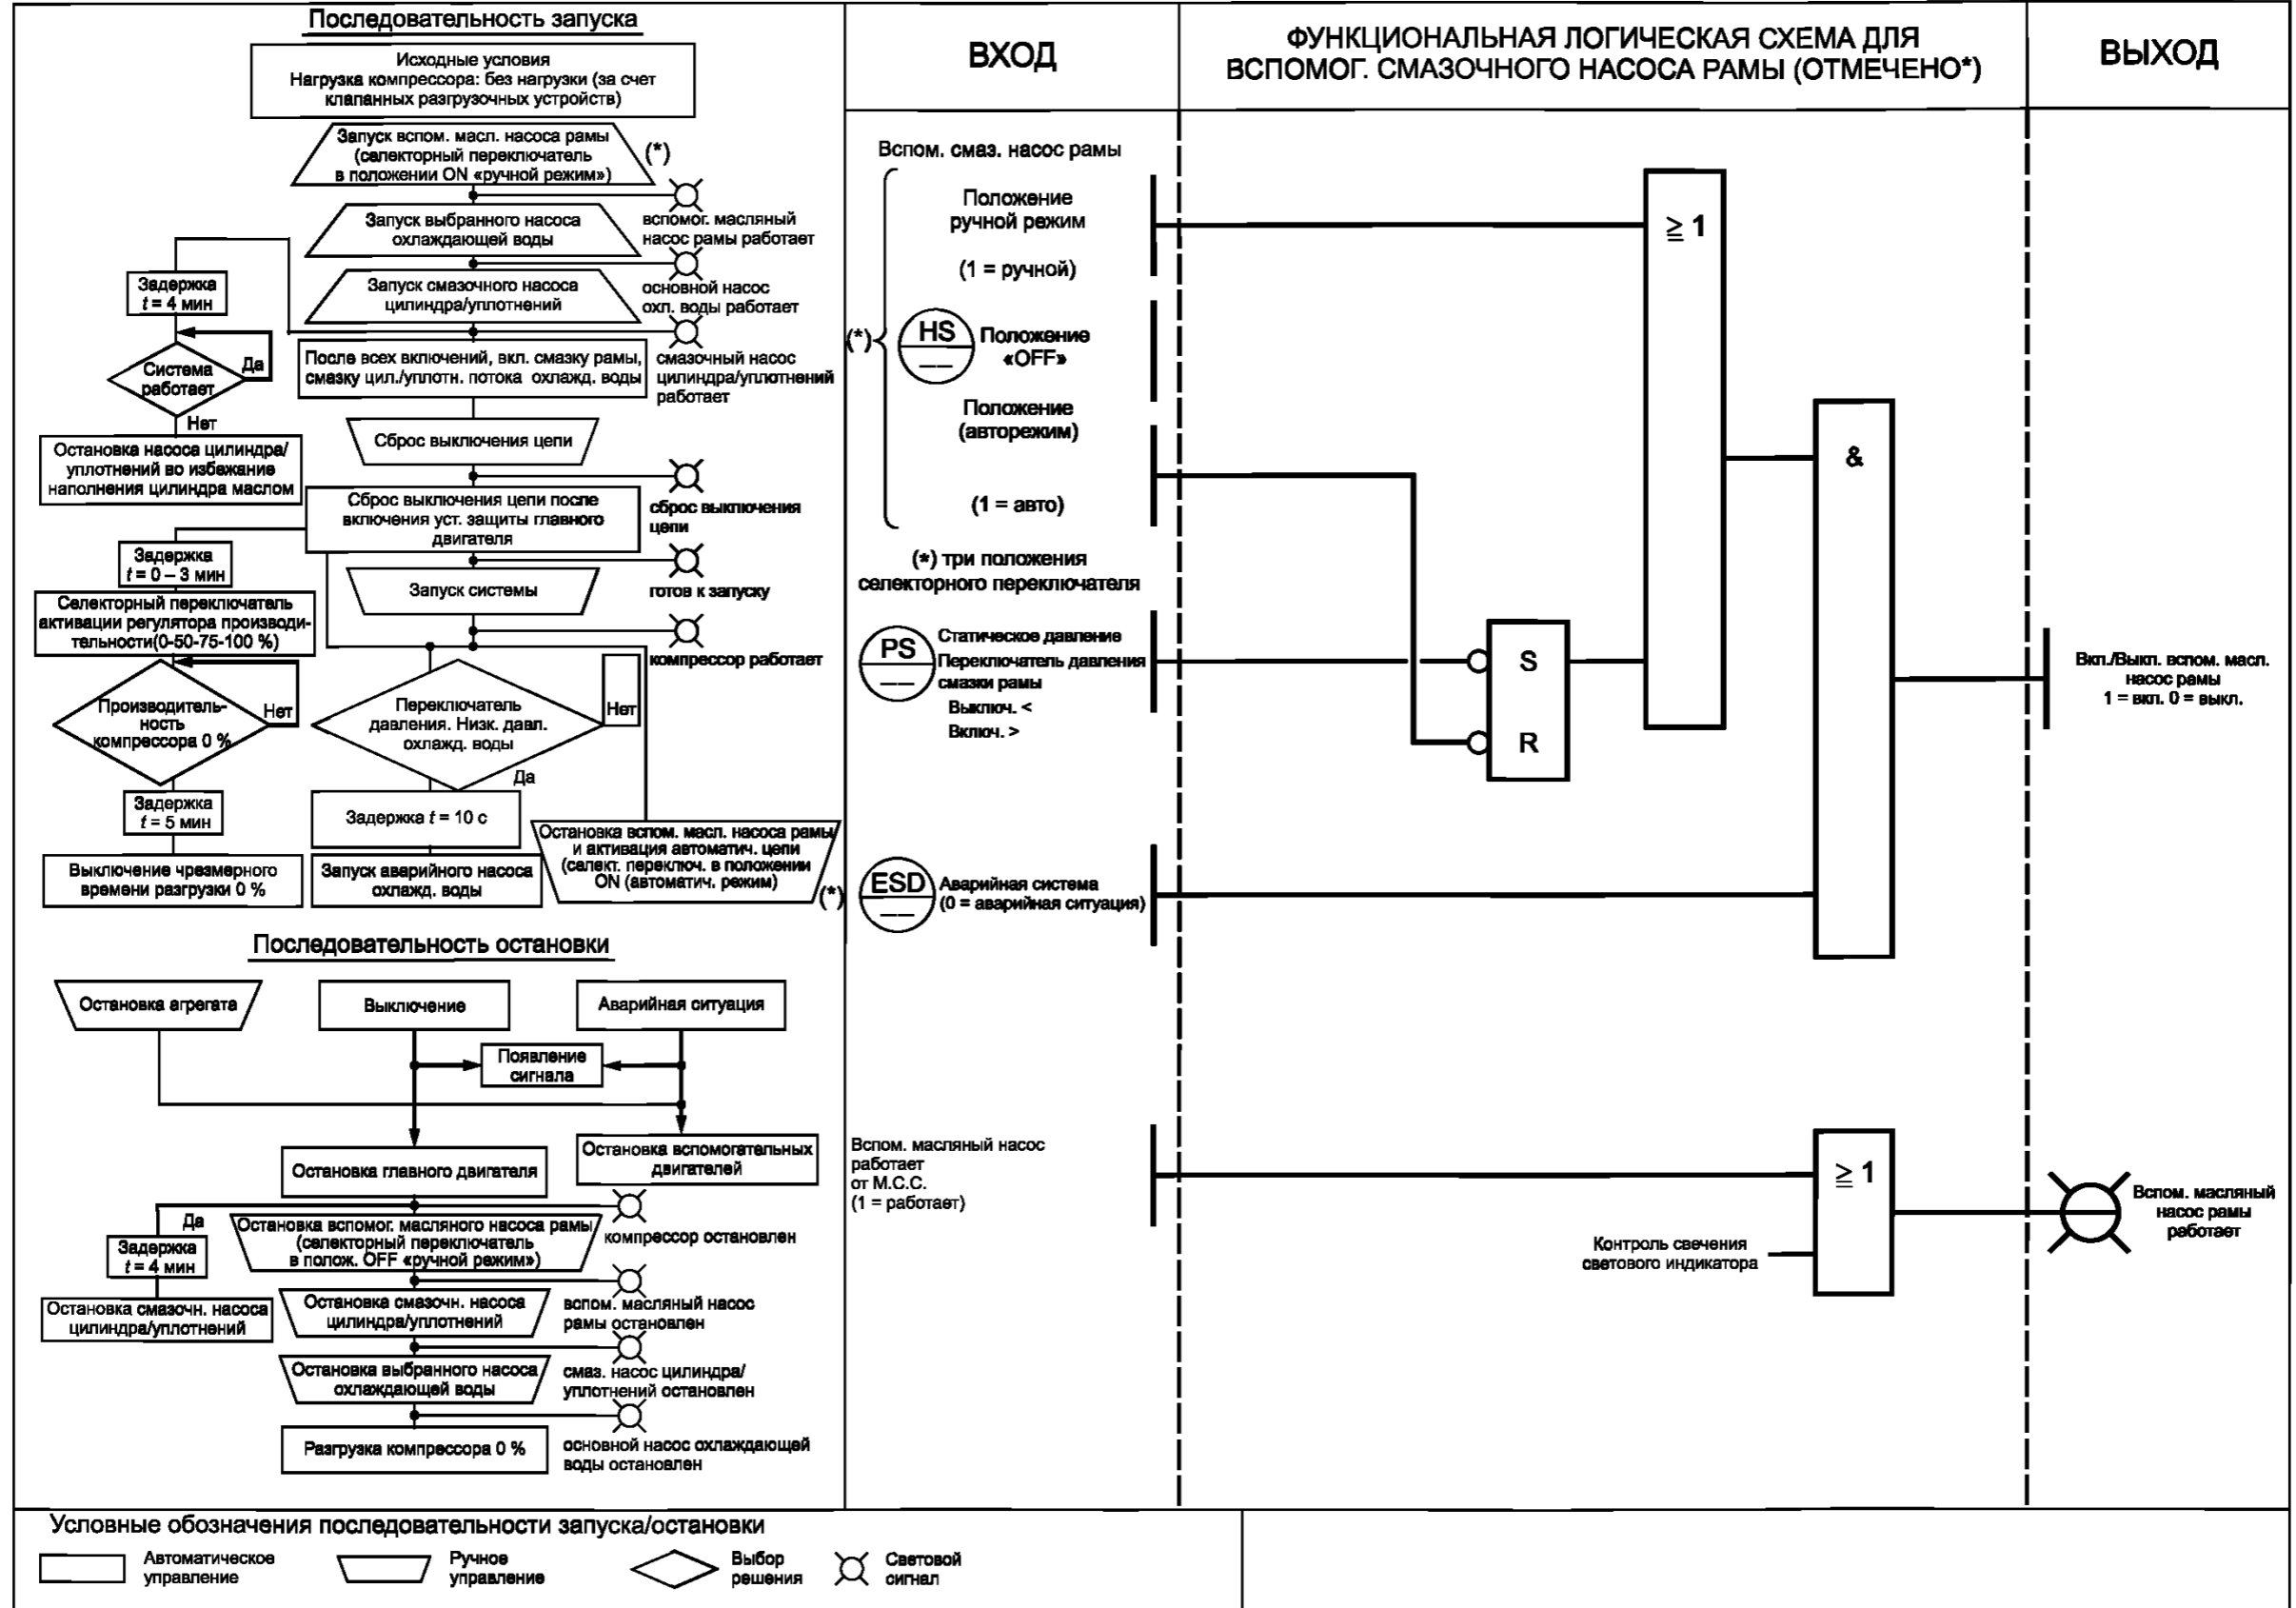 Последовательность запуска
Исходные условия
Нагрузка компрессора: без нагрузки (за счет
клапанных разгрузочных устройств)
Запуск вспом. масл. насоса рамы
(селекторный переключатель
в положении ON «ручной режим»)
(*)
вспомог. масляный
насос рамы работает
Запуск выбранного насоса
охлаждающей воды
основной насос
охл. воды работает
Запуск смазочного насоса
цилиндра/уплотнений
смазочный насос
цилиндра/уплотнений
работает
Задержка
t = 4 мин
Система
работает
Да
Нет
Остановка насоса цилиндра/
уплотнений во избежание
наполнения цилиндра маслом
После всех включений, вкл. смазку рамы,
смазку цил./уплотн. потока охлажд. воды
Сброс выключения цепи
сброс выключения
цепи
Сброс выключения цепи после
включения уст. защиты главного
двигателя
готов к запуску
Запуск системы
компрессор работает
Задержка
t = 0 – 3 мин
Селекторный переключатель
активации регулятора производи-
тельности(0-50-75-100 %)
Производитель-
ность
компрессора 0 %
Нет
Задержка
t = 5 мин
Выключение чрезмерного
времени разгрузки 0 %
Переключатель
давления. Низк. давл.
охлажд. воды
Нет
Да
Задержка t = 10 с
Запуск аварийного насоса
охлажд. воды
Остановка вспом. масл. насоса рамы
и активация автоматич. цепи
(селект. переключ. в положении
ON (автоматич. режим)
(*)
Последовательность остановки
Остановка агрегата
Выключение
Аварийная ситуация
Появление
сигнала
Остановка главного двигателя
Остановка вспомогательных
двигателей
компрессор остановлен
Да
Задержка
t = 4 мин
Остановка смазочн. насоса
цилиндра/уплотнений
Остановка вспомог. масляного насоса рамы
(селекторный переключатель
в полож. OFF «ручной режим»)
вспом. масляный насос
рамы остановлен
Остановка смазочн. насоса
цилиндра/уплотнений
смаз. насос цилиндра/
уплотнений остановлен
Остановка выбранного насоса
охлаждающей воды
основной насос охлаждающей
воды остановлен
Разгрузка компрессора 0 %
ВХОД
ФУНКЦИОНАЛЬНАЯ ЛОГИЧЕСКАЯ СХЕМА ДЛЯ
ВСПОМОГ. СМАЗОЧНОГО НАСОСА РАМЫ (ОТМЕЧЕНО*)
ВЫХОД
Вспом. смаз. насос рамы
Положение
ручной режим
(1 = ручной)
(*)
HS
Положение
«OFF»
Положение
(авторежим)
(1 = авто)
(*) три положения
селекторного переключателя
PS
Статическое давление
Переключатель давления
смазки рамы
Выключ. <
Включ. >
ESD
Аварийная система
(0 = аварийная ситуация)
Вспом. масляный насос
работает
от М.С.С.
(1 = работает)
≧ 1
&
S
R
Вкл./Выкл. вспом. масл.
насос рамы
1 = вкл. 0 = выкл.
≧ 1
Контроль свечения
светового индикатора
Вспом. масляный
насос рамы
работает
Условные обозначения последовательности запуска/остановки
Автоматическое
управление
Ручное
управление
Выбор
решения
Световой
сигнал